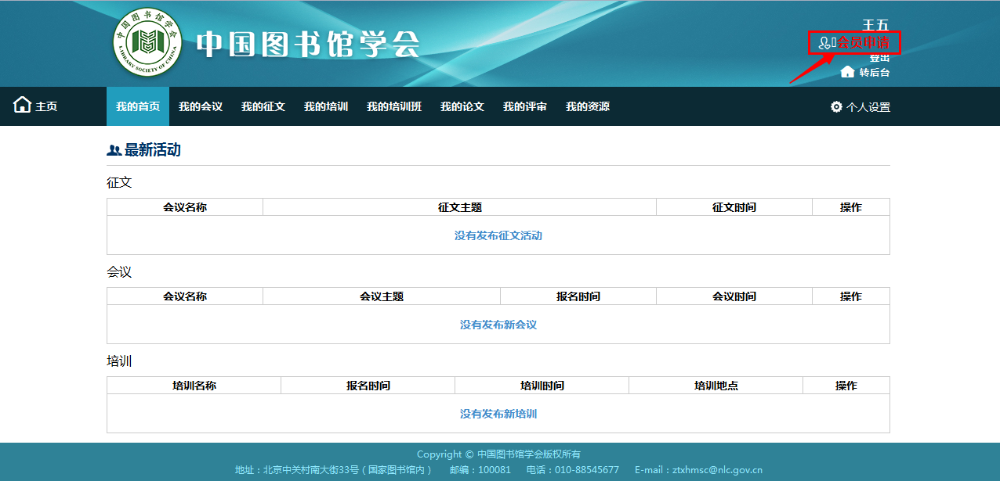 中国图书馆学会
LIBRARY SOCIETY OF CHINA
中国图书馆学会
王五
会员申请
登出
转后台
主页 我的首页 我的会议 我的征文 我的培训 我的培训班 我的论文 我的评审 我的资源 个人设置
最新活动
征文
会议名称 征文主题 征文时间 操作
没有发布征文活动
会议
会议名称 会议主题 报名时间 会议时间 操作
没有发布新会议
培训
培训名称 报名时间 培训时间 培训地点 操作
没有发布新培训
Copyright © 中国图书馆学会版权所有
地址：北京中关村南大街33号（国家图书馆内） 邮编：100081 电话：010-88545677 E-mail：ztxhmsc@nlc.gov.cn